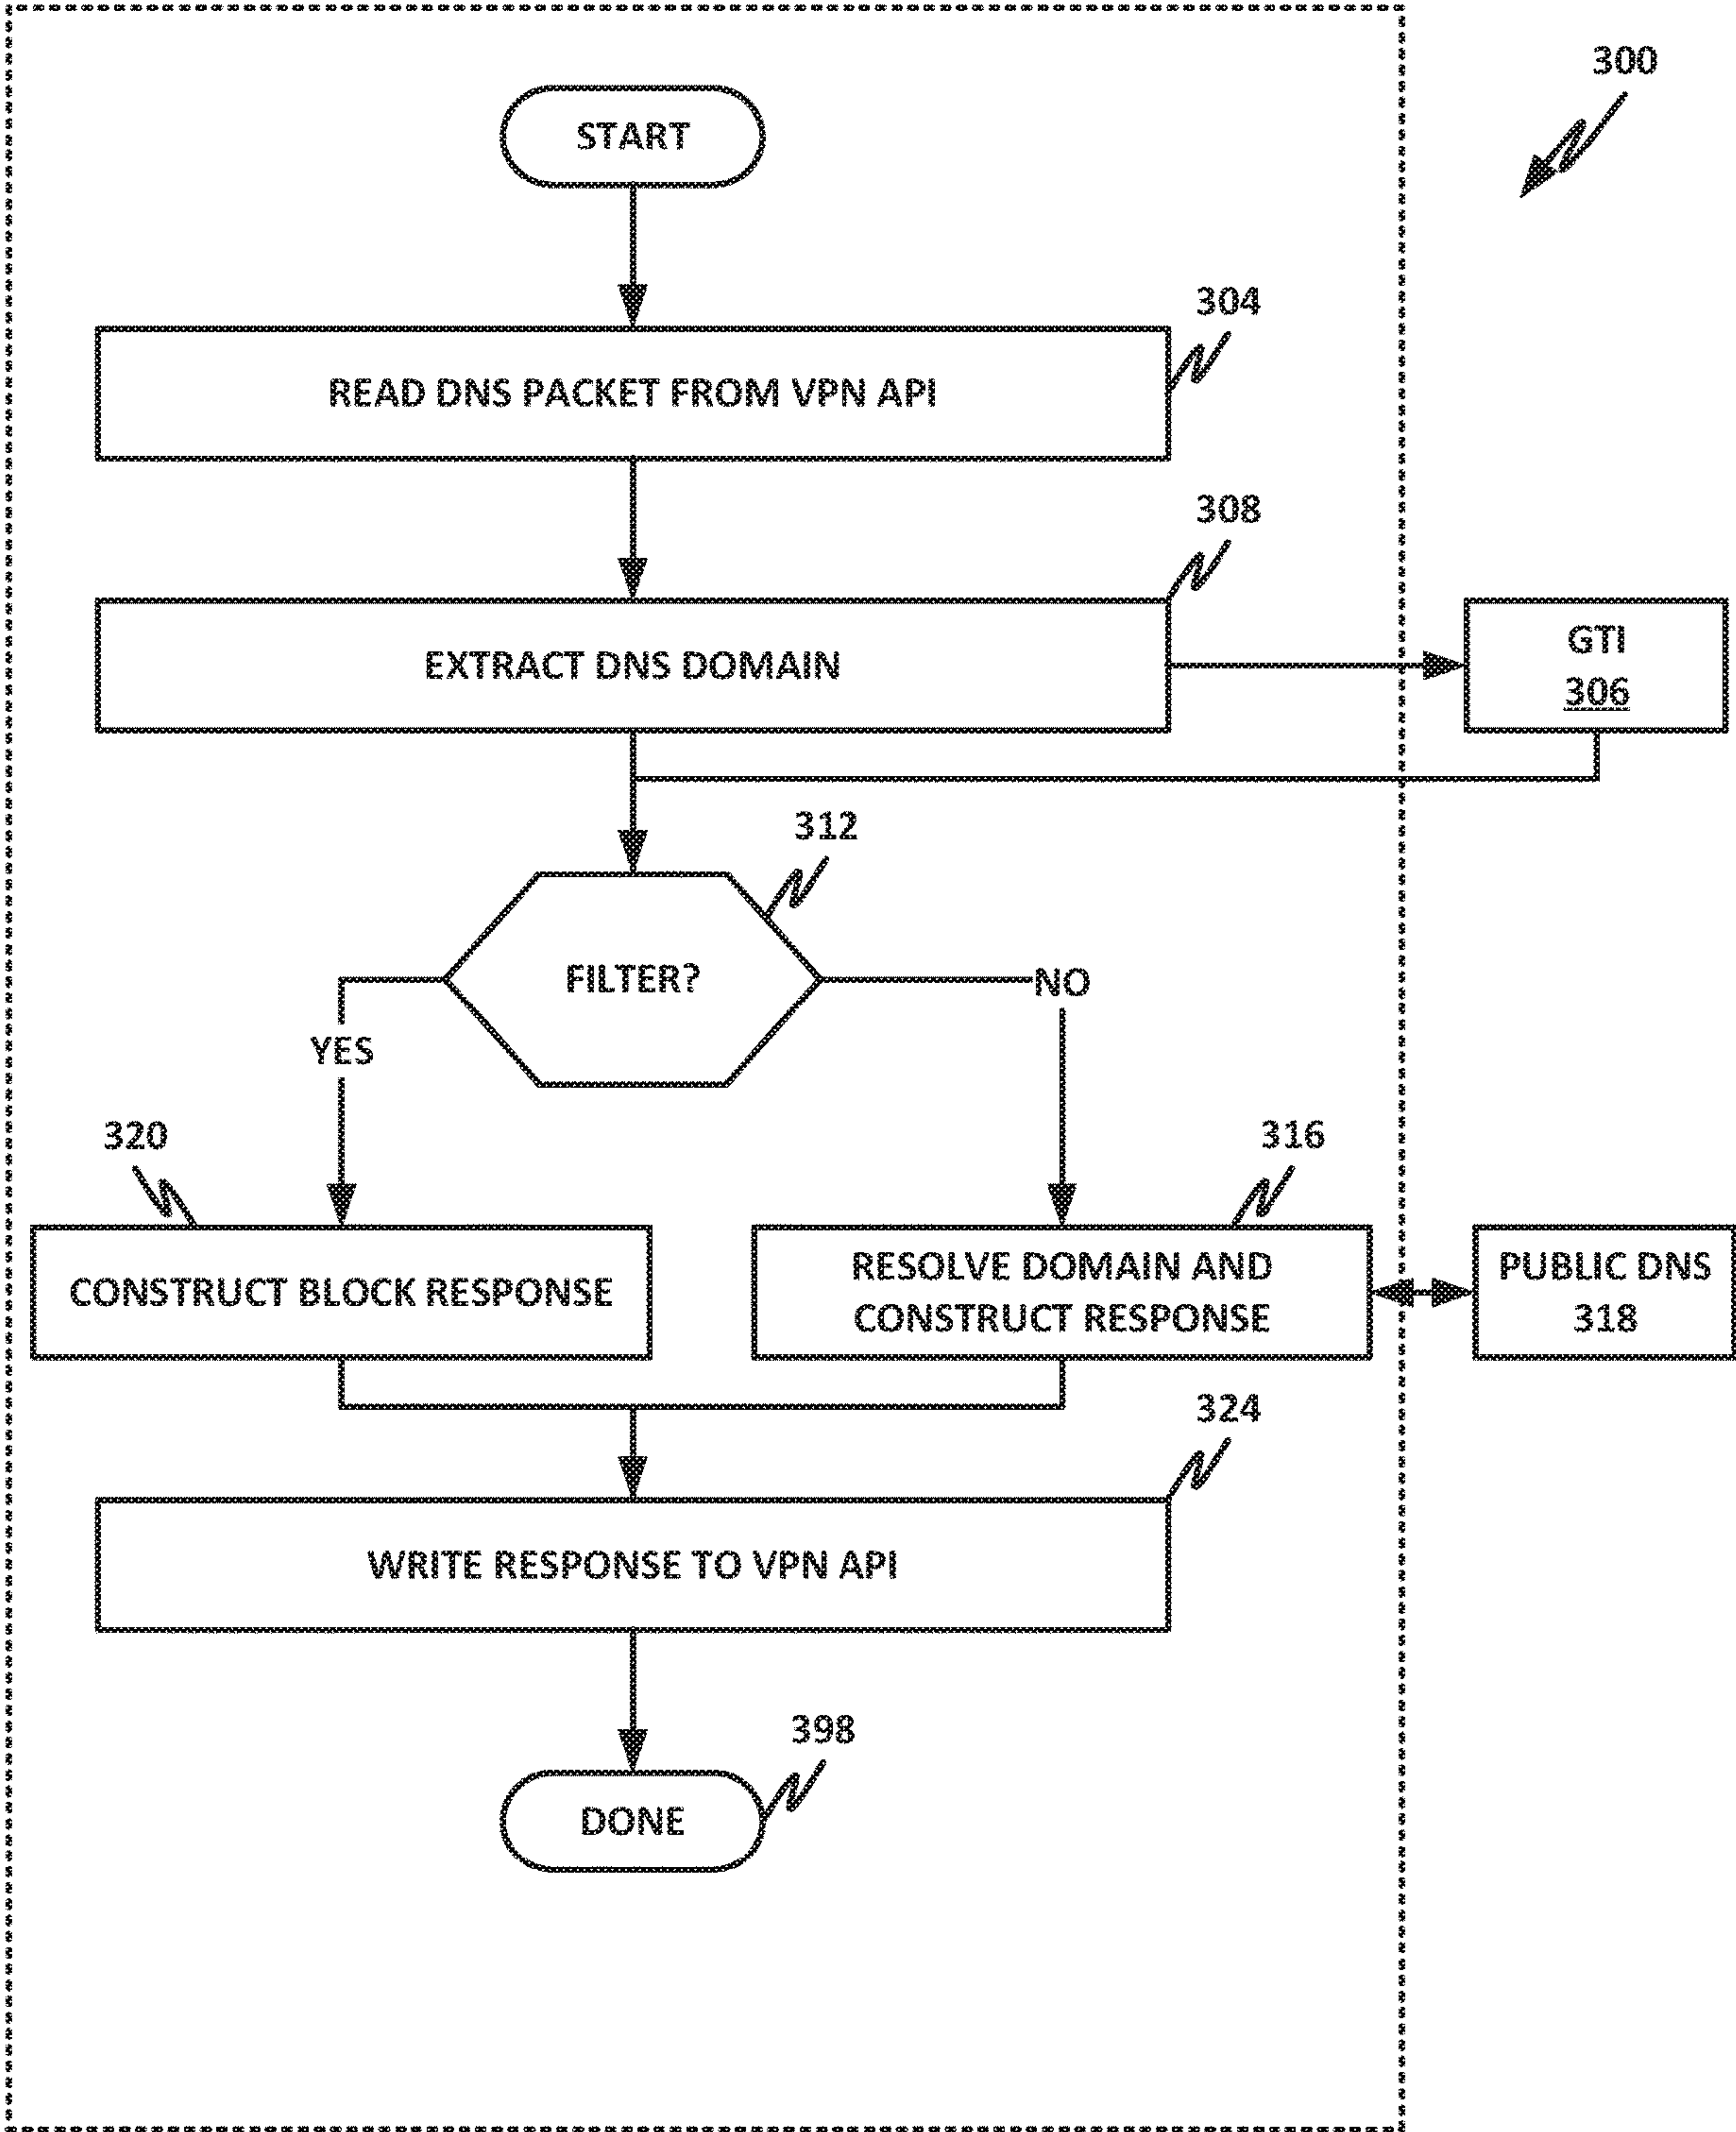 300
START
304
READ DNS PACKET FROM VPN API
308
EXTRACT DNS DOMAIN
GTI
306
312
FILTER?
NO
YES
320
316
CONSTRUCT BLOCK RESPONSE
RESOLVE DOMAIN AND
CONSTRUCT RESPONSE
PUBLIC DNS
318
324
WRITE RESPONSE TO VPN API
398
DONE